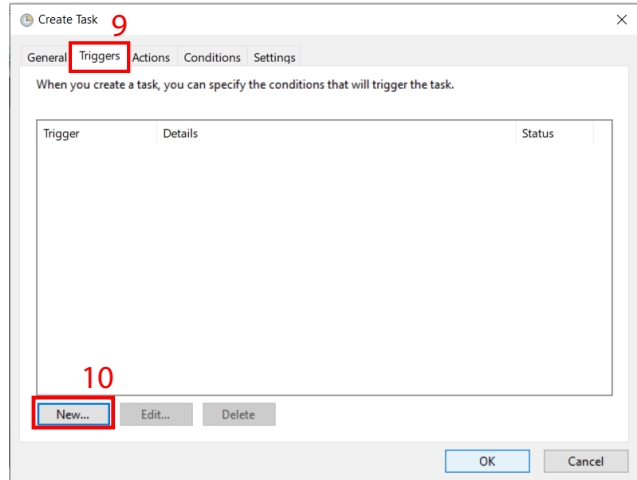 Create Task
9
General Triggers Actions Conditions Settings
When you create a task, you can specify the conditions that will trigger the task.
Trigger Details Status
10
New... Edit... Delete
OK Cancel